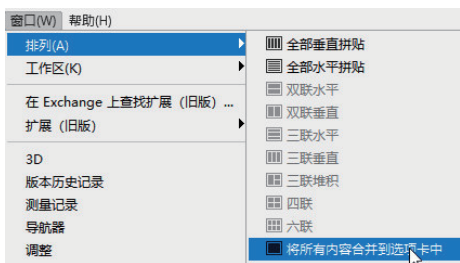 窗口(W) 帮助(H)
排列(A)
工作区(K)
在 Exchange 上查找扩展（旧版）...
扩展（旧版）
3D
版本历史记录
测量记录
导航器
调整
全部垂直拼贴
全部水平拼贴
双联水平
双联垂直
三联水平
三联垂直
三联堆积
四联
六联
将所有内容合并到选项卡中